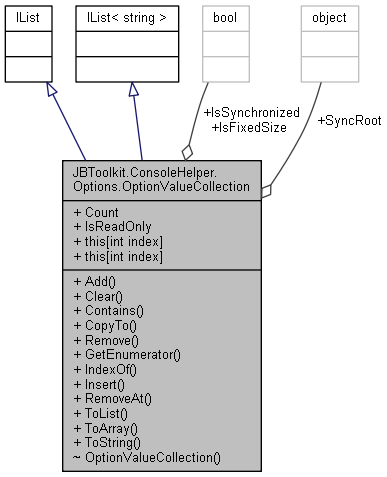 IList
IList< string >
bool
object
+IsSynchronized
+IsFixedSize
+SyncRoot
JBToolkit.ConsoleHelper.
Options.OptionValueCollection
+ Count
+ IsReadOnly
+ this[int index]
+ this[int index]
+ Add()
+ Clear()
+ Contains()
+ CopyTo()
+ Remove()
+ GetEnumerator()
+ IndexOf()
+ Insert()
+ RemoveAt()
+ ToList()
+ ToArray()
+ ToString()
~ OptionValueCollection()